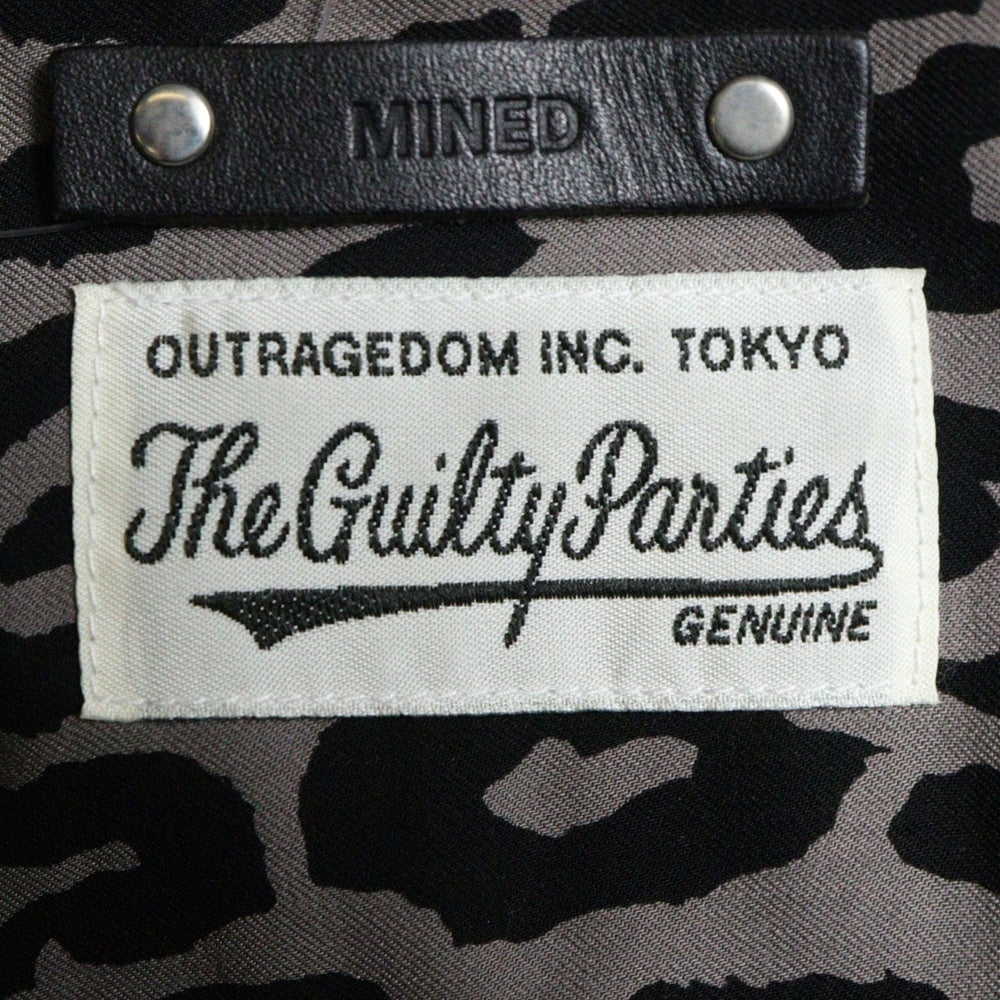 MINED
OUTRAGEDOM INC. TOKYO
The Guilty Parties
GENUINE